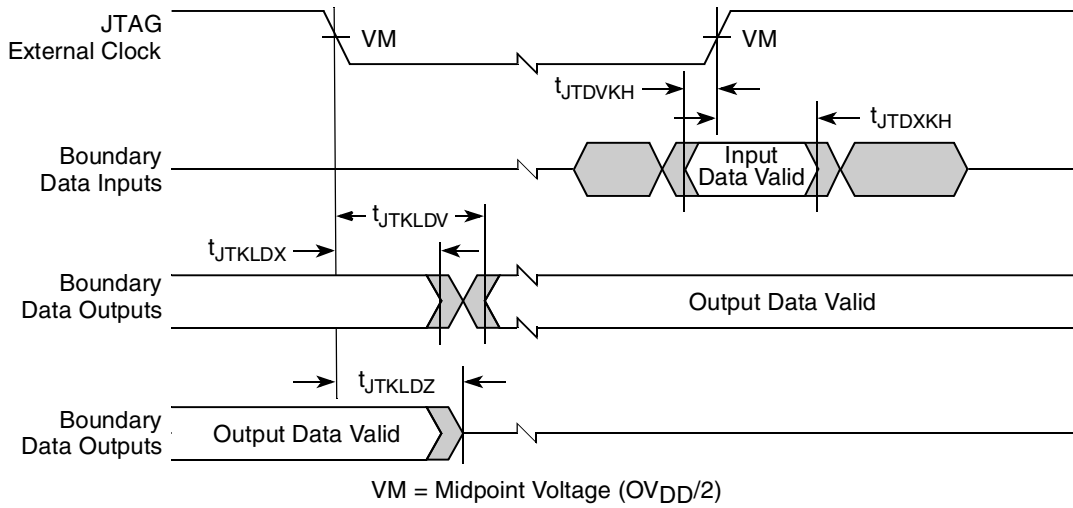 JTAG
External Clock
VM
VM
tJTDVKH
tJTDXKH
Boundary
Data Inputs
Input
Data Valid
tJTKLDV
tJTKLDX
Boundary
Data Outputs
Output Data Valid
tJTKLDZ
Boundary
Data Outputs
Output Data Valid
VM = Midpoint Voltage (OVDD/2)